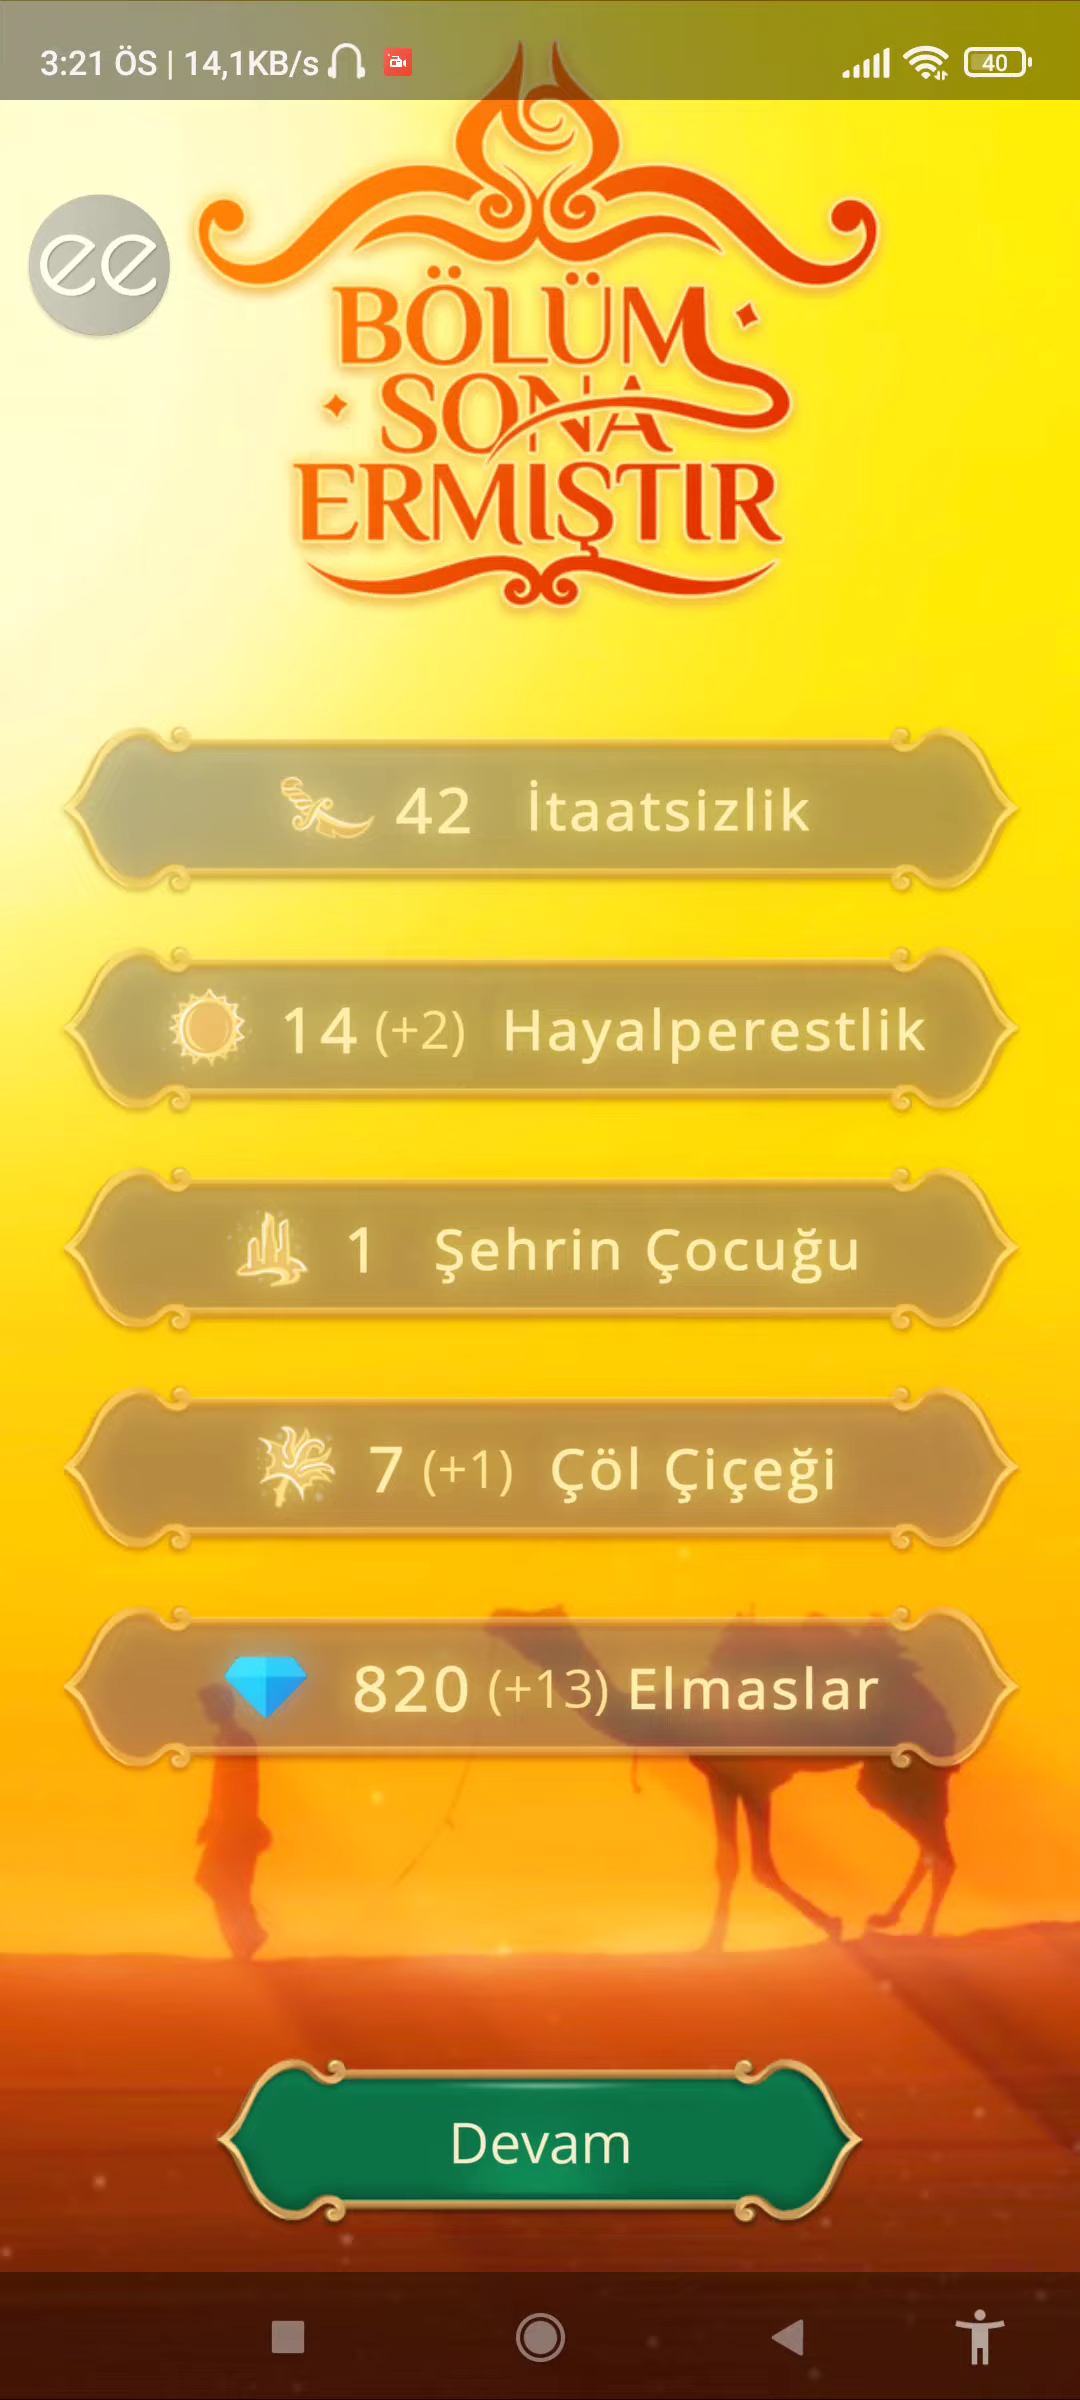 3:21 ÖS | 14,1KB/s
40
ee
BÖLÜM
SONA
ERMIŞTIR
42 İtaatsizlik
14 (+2) Hayalperestlik
1 Şehrin Çocuğu
7 (+1) Çöl Çiçeği
820 (+13) Elmaslar
Devam